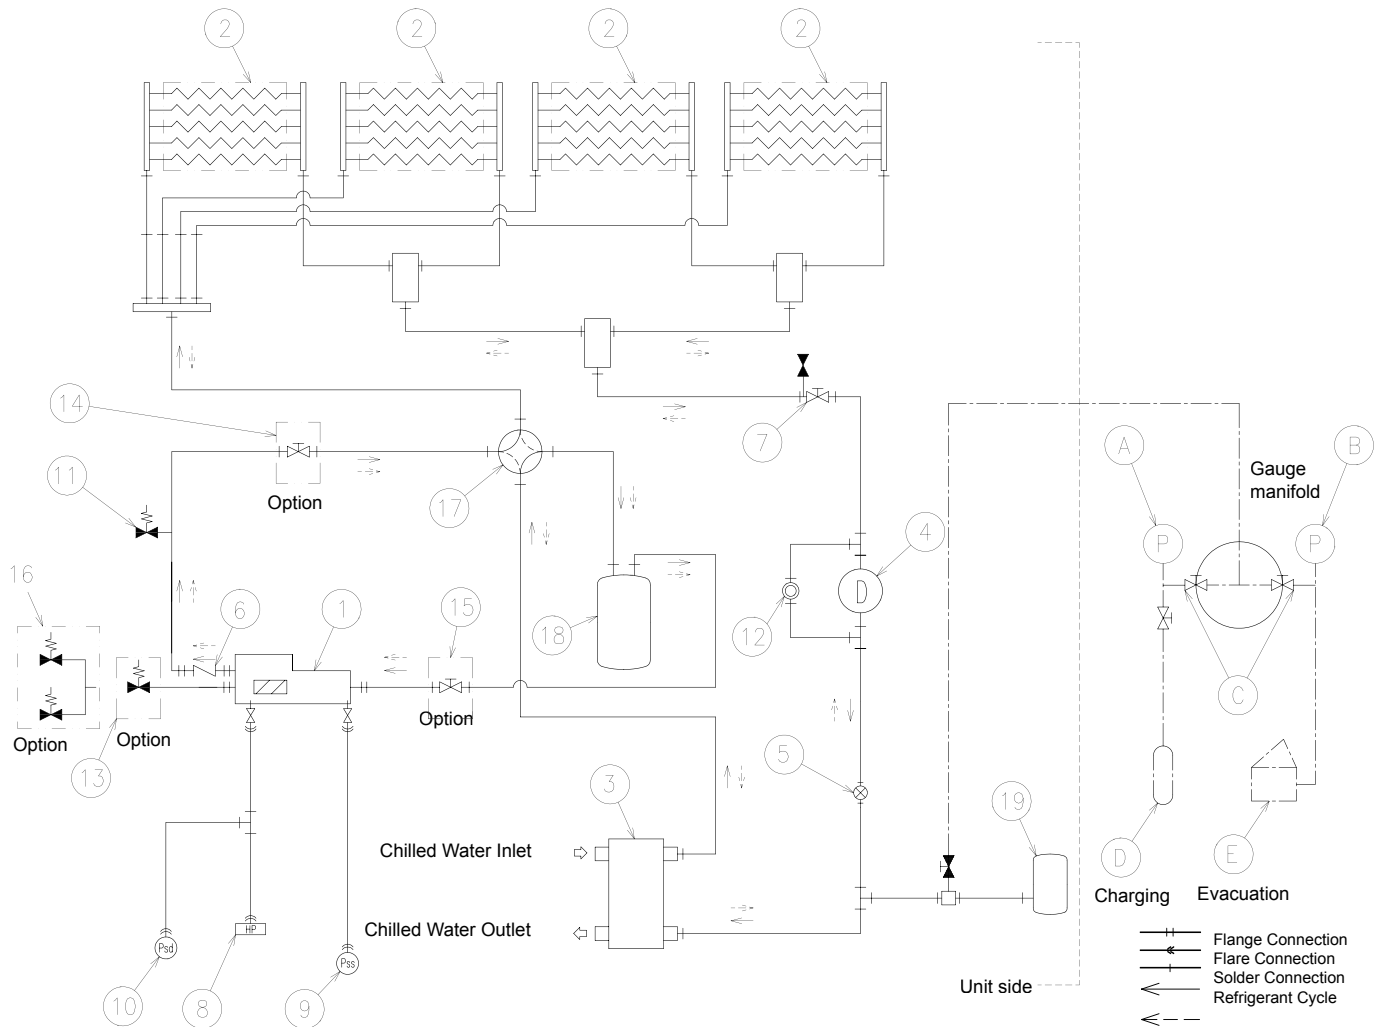 2
2
2
2
14
7
A
B
Gauge
manifold
11
Option
17
P
P
4
D
16
6
1
15
18
12
C
Option
Option
Option
13
5
3
19
Chilled Water Inlet
D
E
Charging
Evacuation
Chilled Water Outlet
HP
Psd
Pss
10
8
9
Unit side
Flange Connection
Flare Connection
Solder Connection
Refrigerant Cycle